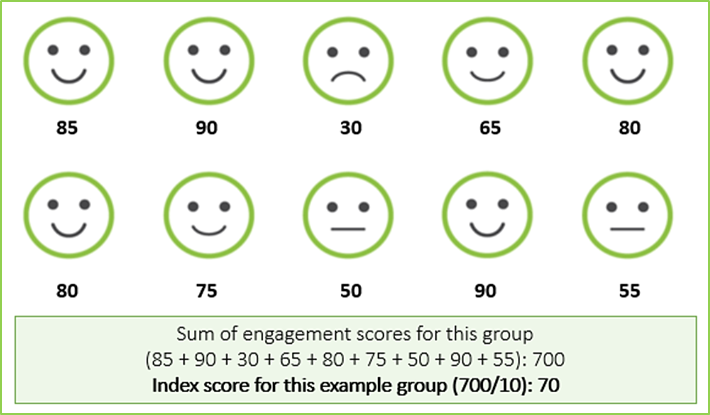 85 90 30 65 80
80 75 50 90 55
Sum of engagement scores for this group
(85 + 90 + 30 + 65 + 80 + 75 + 50 + 90 + 55): 700
Index score for this example group (700/10): 70